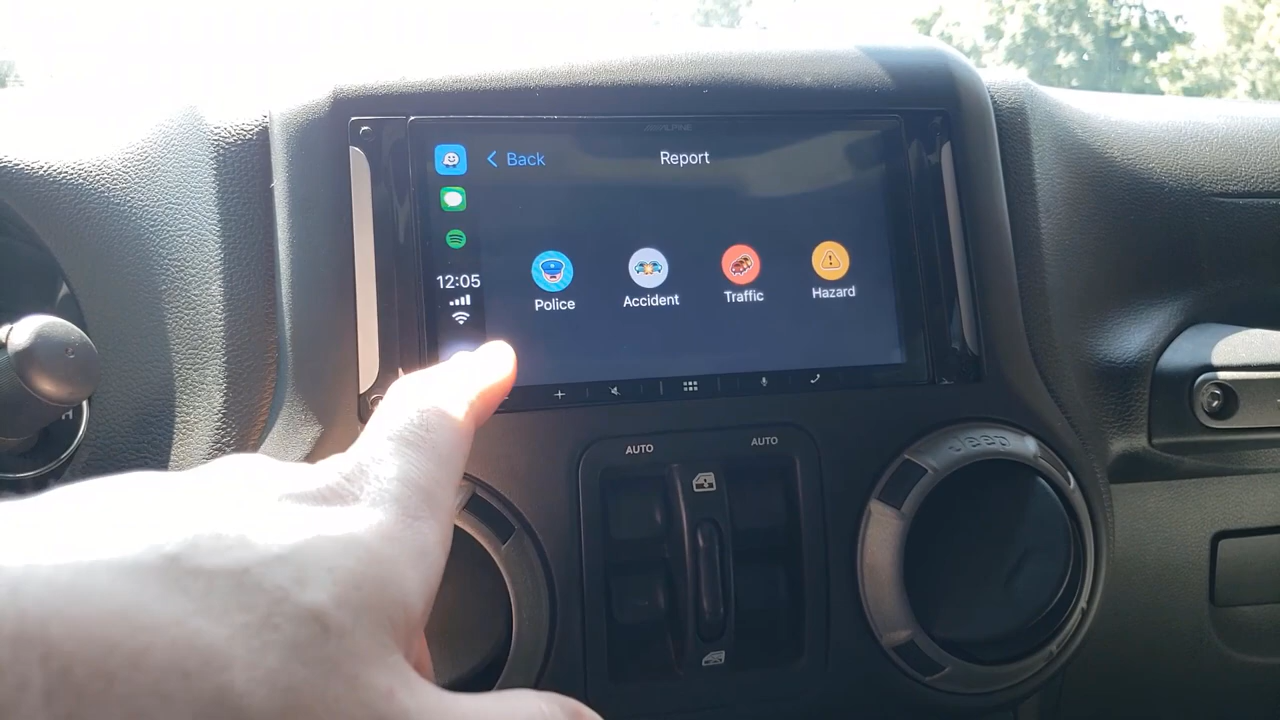 ALPINE
Back
Report
12:05
Police
Accident
Traffic
Hazard
AUTO
AUTO
Jeep